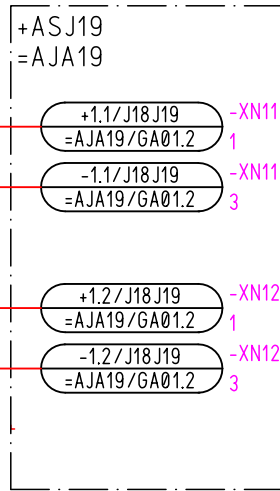 +ASJ19
=AJA19
+1.1/J18J19
=AJA19/GA01.2
-XN11
1
-1.1/J18J19
=AJA19/GA01.2
-XN11
3
+1.2/J18J19
=AJA19/GA01.2
-XN12
1
-1.2/J18J19
=AJA19/GA01.2
-XN12
3